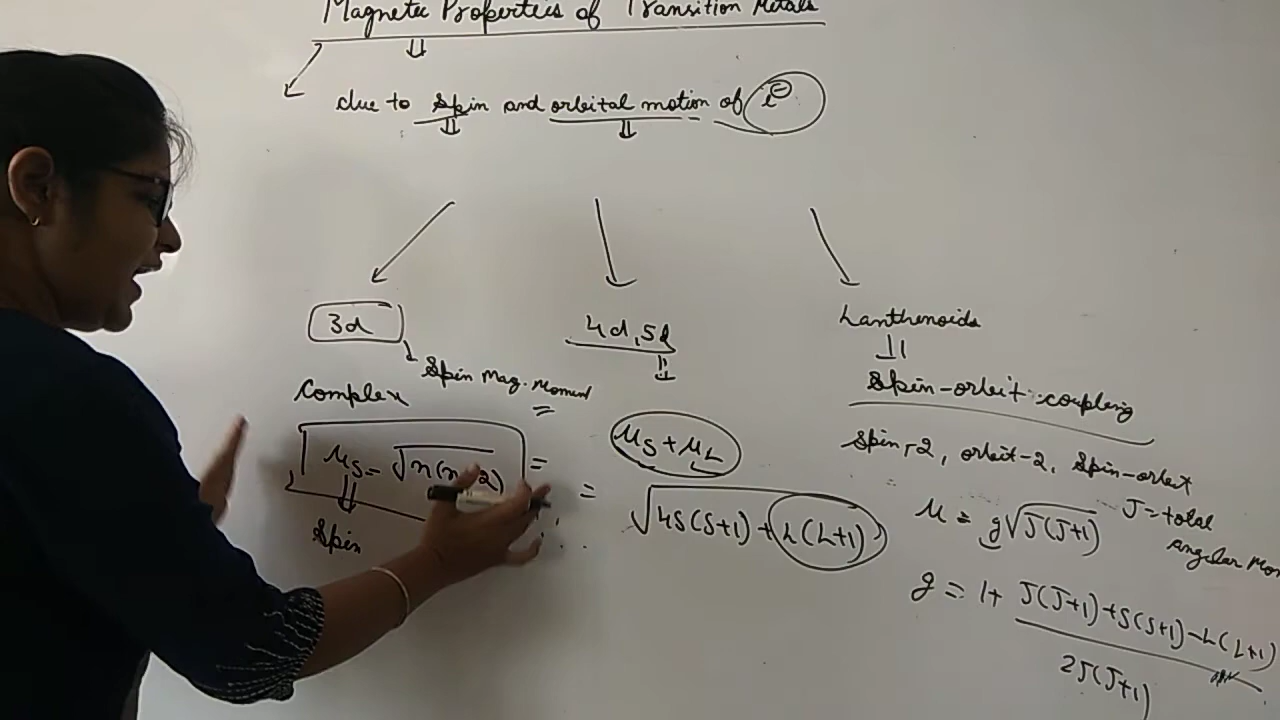 Magnetic Properties of Transition Metals
due to spin and orbital motion of e⊖
3d
Spin Mag. Moment
Complex
μs = √n(n+2)
Spin
4d, 5d
μs + μL
= √4S(S+1) + L(L+1)
Lanthenoids
Spin-orbit coupling
Spin-2, orbit-2, Spin-orbit
μ = g√J(J+1) J = total
angular Mom
g = 1+ J(J+1)+S(S+1)-L(L+1)
2J(J+1)